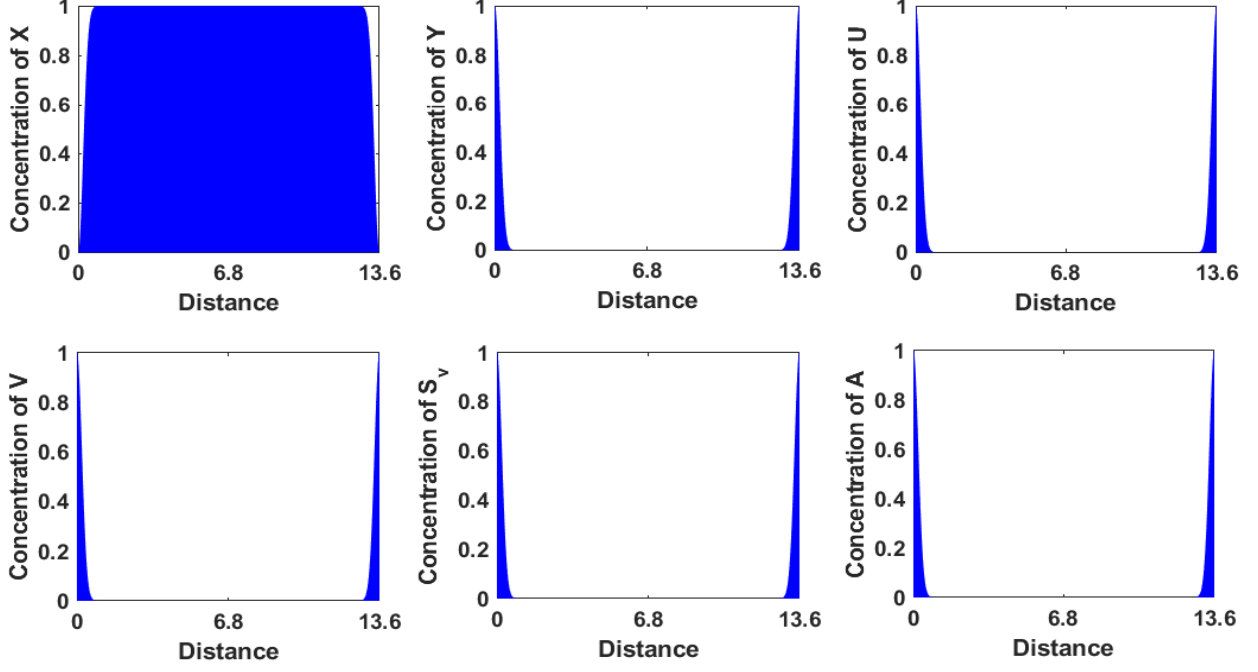 Concentration of X
1
0.8
0.6
0.4
0.2
0
0 6.8 13.6
Distance
Concentration of Y
1
0.8
0.6
0.4
0.2
0
0 6.8 13.6
Distance
Concentration of U
1
0.8
0.6
0.4
0.2
0
0 6.8 13.6
Distance
Concentration of V
1
0.8
0.6
0.4
0.2
0
0 6.8 13.6
Distance
Concentration of Sv
1
0.8
0.6
0.4
0.2
0
0 6.8 13.6
Distance
Concentration of A
1
0.8
0.6
0.4
0.2
0
0 6.8 13.6
Distance